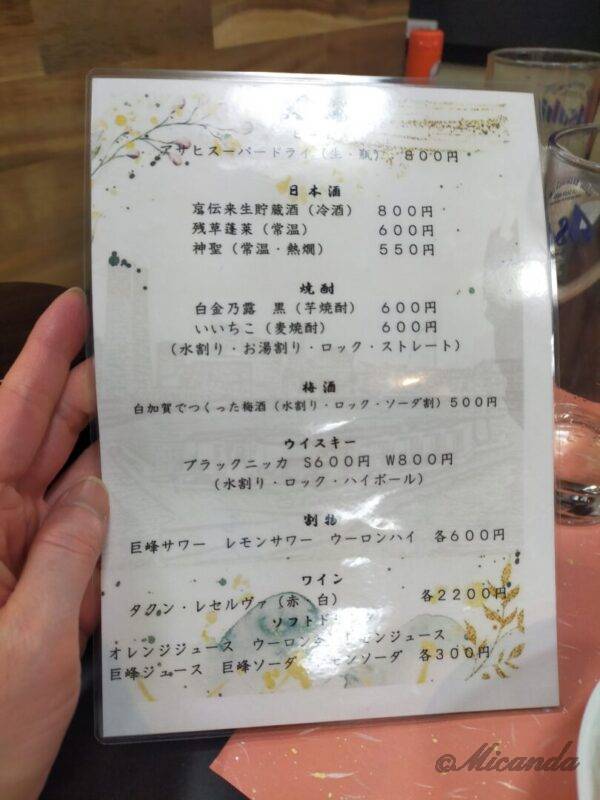 アサヒスーパードライ（生・瓶） 800円
日本酒
京伝来生貯蔵酒（冷酒） 800円
残草蓬莱（常温） 600円
神聖（常温・熱燗） 550円
焼酎
白金乃露 黒（芋焼酎） 600円
いいちこ（麦焼酎） 600円
（水割り・お湯割り・ロック・ストレート）
梅酒
白加賀でつくった梅酒（水割り・ロック・ソーダ割）500円
ウイスキー
ブラックニッカ S600円 W800円
（水割り・ロック・ハイボール）
割物
巨峰サワー レモンサワー ウーロンハイ 各600円
ワイン
タクン・レセルヴァ（赤・白） 各2200円
ソフトド
オレンジジュース ウーロン モンジュース
巨峰ジュース 巨峰ソーダ モンソーダ 各300円
©Micanda